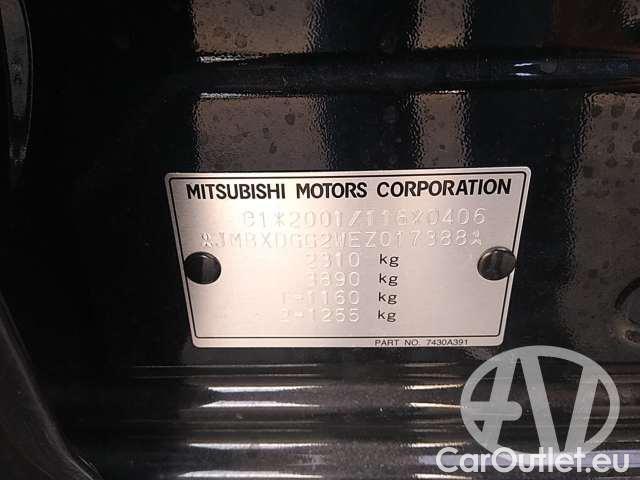 MITSUBISHI MOTORS CORPORATION
G1*2001/116*0406
*JMBXDGG2WEZ017388*
2310 kg
3890 kg
1-1160 kg
2-1255 kg
PART NO. 7430A391
CarOutlet.eu